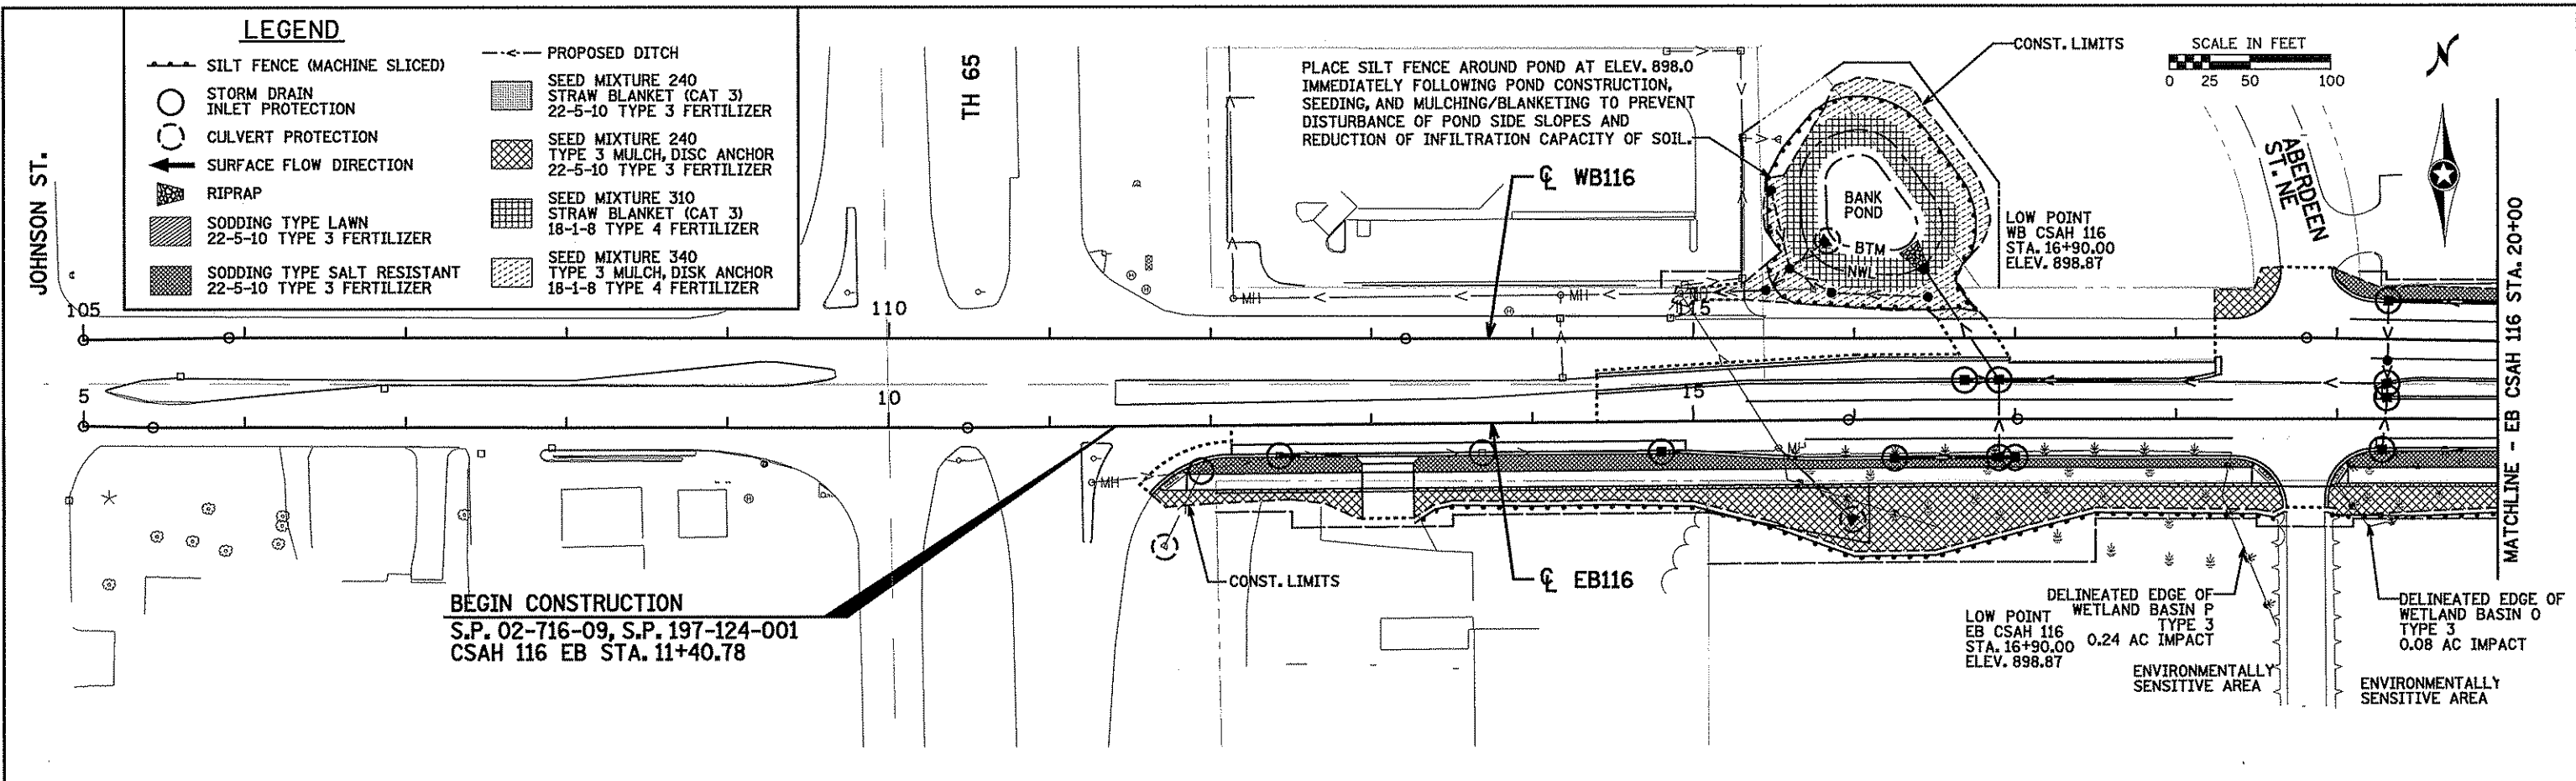 LEGEND
SILT FENCE (MACHINE SLICED)
STORM DRAIN
INLET PROTECTION
CULVERT PROTECTION
SURFACE FLOW DIRECTION
RIPRAP
SODDING TYPE LAWN
22-5-10 TYPE 3 FERTILIZER
SODDING TYPE SALT RESISTANT
22-5-10 TYPE 3 FERTILIZER
PROPOSED DITCH
SEED MIXTURE 240
STRAW BLANKET (CAT 3)
22-5-10 TYPE 3 FERTILIZER
SEED MIXTURE 240
TYPE 3 MULCH, DISC ANCHOR
22-5-10 TYPE 3 FERTILIZER
SEED MIXTURE 310
STRAW BLANKET (CAT 3)
18-1-8 TYPE 4 FERTILIZER
SEED MIXTURE 340
TYPE 3 MULCH, DISK ANCHOR
18-1-8 TYPE 4 FERTILIZER
JOHNSON ST.
TH 65
PLACE SILT FENCE AROUND POND AT ELEV. 898.0
IMMEDIATELY FOLLOWING POND CONSTRUCTION,
SEEDING, AND MULCHING/BLANKETING TO PREVENT
DISTURBANCE OF POND SIDE SLOPES AND
REDUCTION OF INFILTRATION CAPACITY OF SOIL.
CONST. LIMITS
SCALE IN FEET
0 25 50 100
N
℄ WB116
BANK
POND
BTM
NWL
LOW POINT
WB CSAH 116
STA. 16+90.00
ELEV. 898.87
ABERDEEN
ST. NE
MATCHLINE - EB CSAH 116 STA. 20+00
MH
MH
105
110
115
5
10
15
MH
MH
℄ EB116
CONST. LIMITS
BEGIN CONSTRUCTION
S.P. 02-716-09, S.P. 197-124-001
CSAH 116 EB STA. 11+40.78
LOW POINT
EB CSAH 116
STA. 16+90.00
ELEV. 898.87
DELINEATED EDGE OF
WETLAND BASIN P
TYPE 3
0.24 AC IMPACT
ENVIRONMENTALLY
SENSITIVE AREA
DELINEATED EDGE OF
WETLAND BASIN O
TYPE 3
0.08 AC IMPACT
ENVIRONMENTALLY
SENSITIVE AREA